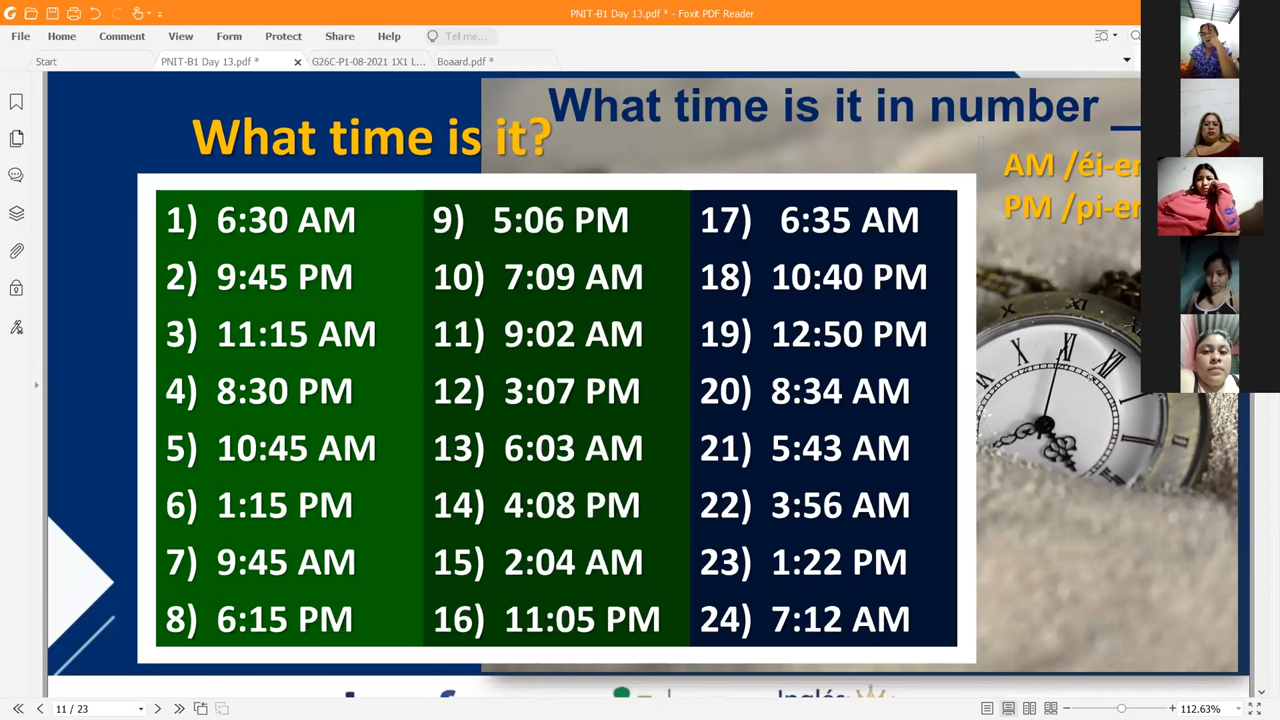 PNIT-B1 Day 13.pdf * - Foxit PDF Reader
File Home Comment View Form Protect Share Help Tell me...
Start PNIT-B1 Day 13.pdf * G26C-P1-08-2021 1X1 L... Boaard.pdf *
What time is it in number __
What time is it?
AM /éi-
PM /pi-
1) 6:30 AM
2) 9:45 PM
3) 11:15 AM
4) 8:30 PM
5) 10:45 AM
6) 1:15 PM
7) 9:45 AM
8) 6:15 PM
9) 5:06 PM
10) 7:09 AM
11) 9:02 AM
12) 3:07 PM
13) 6:03 AM
14) 4:08 PM
15) 2:04 AM
16) 11:05 PM
17) 6:35 AM
18) 10:40 PM
19) 12:50 PM
20) 8:34 AM
21) 5:43 AM
22) 3:56 AM
23) 1:22 PM
24) 7:12 AM
Inglés
11 / 23
112.63%